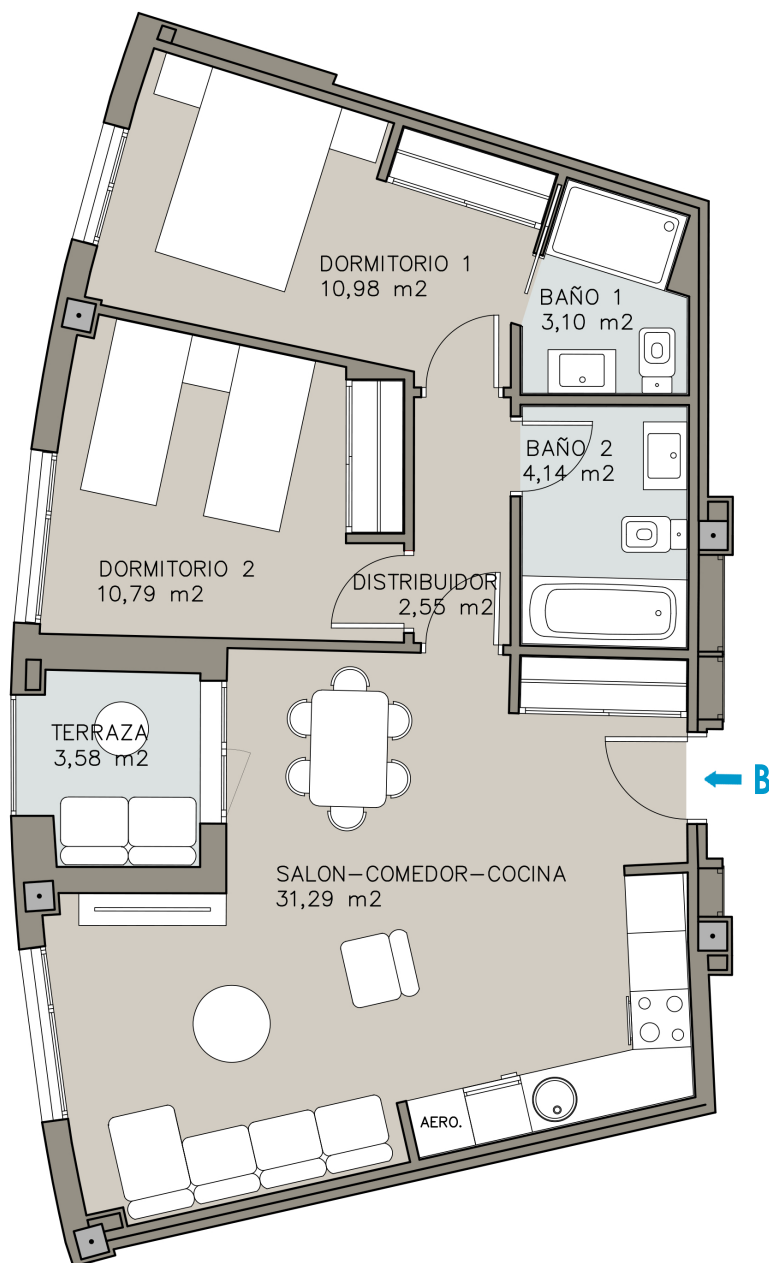 DORMITORIO 1
10,98 m2
BAÑO 1
3,10 m2
BAÑO 2
4,14 m2
DORMITORIO 2
10,79 m2
DISTRIBUIDOR
2,55 m2
TERRAZA
3,58 m2
B
SALON-COMEDOR-COCINA
31,29 m2
AERO.